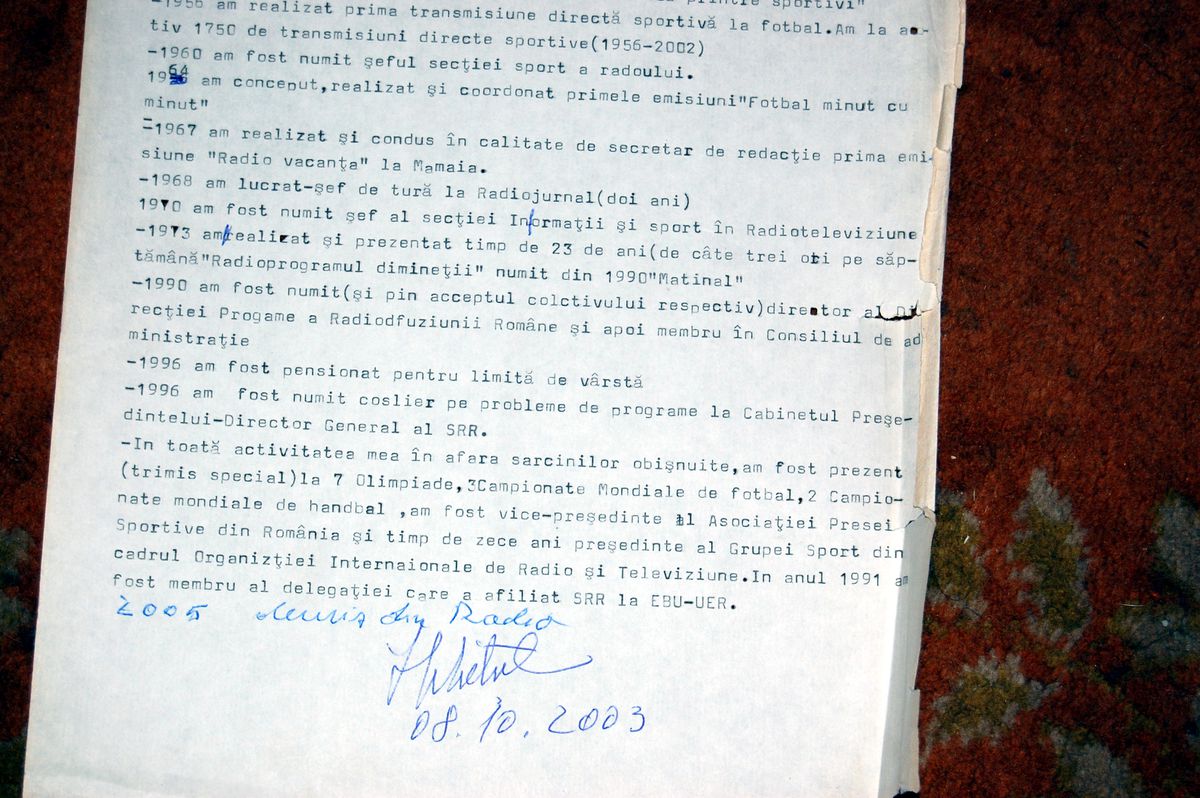 printre sportivi"
-1956 am realizat prima transmisiune directă sportivă la fotbal.Am la ac-
tiv 1750 de transmisiuni directe sportive(1956-2002)
-1960 am fost numit şeful secţiei sport a radoului.
1964 am conceput,realizat şi coordonat primele emisiuni"Fotbal minut cu
minut"
-1967 am realizat şi condus în calitate de secretar de redacţie prima emi-
siune "Radio vacanţa" la Mamaia.
-1968 am lucrat-şef de tură la Radiojurnal(doi ani)
1970 am fost numit şef al secţiei Informaţii şi sport în Radioteleviziune
-1973 am realizat şi prezentat timp de 23 de ani(de câte trei ori pe săp-
tămână"Radioprogramul dimineţii" numit din 1990"Matinal"
-1990 am fost numit(şi pin acceptul colctivului respectiv)director al Di
recţiei Progame a Radiodfuziunii Române şi apoi membru în Consiliul de ad
ministraţie
-1996 am fost pensionat pentru limită de vârstă
-1996 am fost numit coslier pe probleme de programe la Cabinetul Preşe-
dintelui-Director General al SRR.
-In toată activitatea mea în afara sarcinilor obişnuite,am fost prezent
(trimis special)la 7 Olimpiade,3Campionate Mondiale de fotbal,2 Campio-
nate mondiale de handbal ,am fost vice-preşedinte al Asociaţiei Presei
Sportive din România şi timp de zece ani preşedinte al Grupei Sport din
cadrul Organizţiei Internaionale de Radio şi Televiziune.In anul 1991 am
fost membru al delegaţiei care a afiliat SRR la EBU-UER.
2005 demis din Radio
08.10.2003